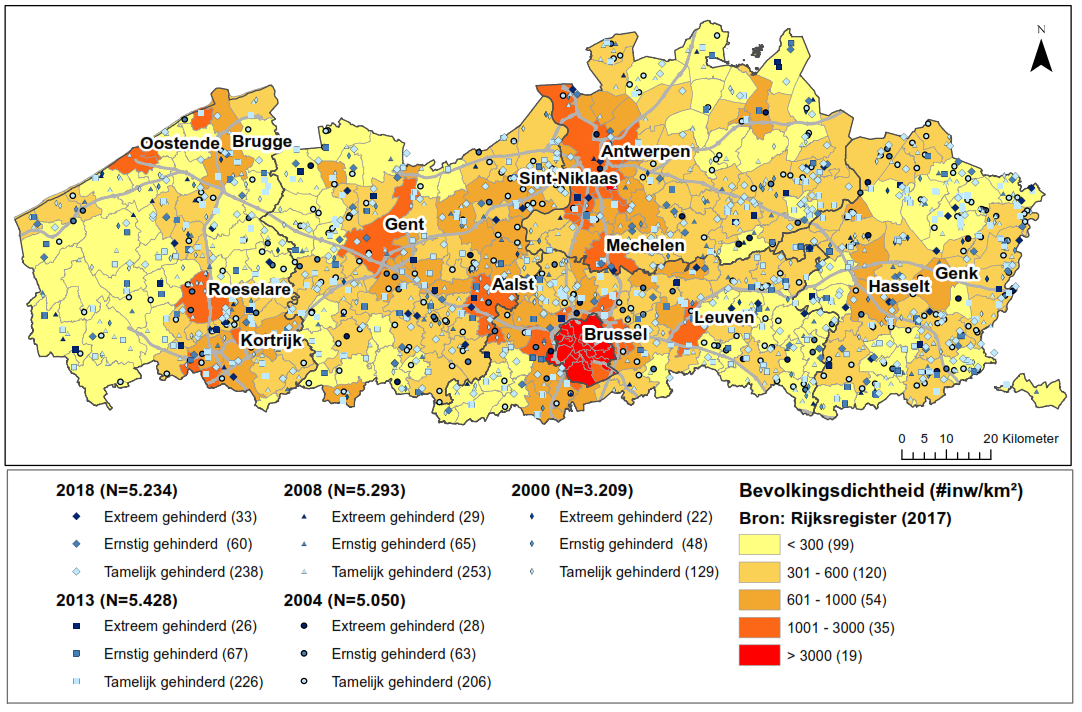 N
Oostende
Brugge
Antwerpen
Sint-Niklaas
Gent
Mechelen
Genk
Roeselare
Aalst
Hasselt
Leuven
Kortrijk
Brussel
0 5 10 20 Kilometer
2018 (N=5.234)
Extreem gehinderd (33)
Ernstig gehinderd (60)
Tamelijk gehinderd (238)
2013 (N=5.428)
Extreem gehinderd (26)
Ernstig gehinderd (67)
Tamelijk gehinderd (226)
2008 (N=5.293)
Extreem gehinderd (29)
Ernstig gehinderd (65)
Tamelijk gehinderd (253)
2004 (N=5.050)
Extreem gehinderd (28)
Ernstig gehinderd (63)
Tamelijk gehinderd (206)
2000 (N=3.209)
Extreem gehinderd (22)
Ernstig gehinderd (48)
Tamelijk gehinderd (129)
Bevolkingsdichtheid (#inw/km²)
Bron: Rijksregister (2017)
< 300 (99)
301 - 600 (120)
601 - 1000 (54)
1001 - 3000 (35)
> 3000 (19)